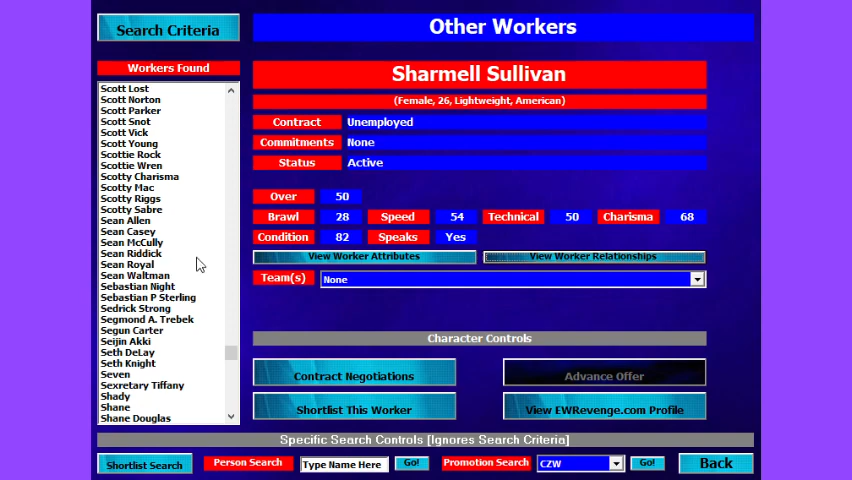 Search Criteria
Other Workers
Workers Found
Scott Lost
Scott Norton
Scott Parker
Scott Snot
Scott Vick
Scott Young
Scottie Rock
Scottie Wren
Scotty Charisma
Scotty Mac
Scotty Riggs
Scotty Sabre
Sean Allen
Sean Casey
Sean McCully
Sean Riddick
Sean Royal
Sean Waltman
Sebastian Night
Sebastian P Sterling
Sedrick Strong
Segmond A. Trebek
Segun Carter
Seijin Akki
Seth DeLay
Seth Knight
Seven
Sexretary Tiffany
Shady
Shane
Shane Douglas
Sharmell Sullivan
(Female, 26, Lightweight, American)
Contract Unemployed
Commitments None
Status Active
Over 50
Brawl 28 Speed 54 Technical 50 Charisma 68
Condition 82 Speaks Yes
View Worker Attributes View Worker Relationships
Team(s) None
Character Controls
Contract Negotiations Advance Offer
Shortlist This Worker View EWRevenge.com Profile
Specific Search Controls [Ignores Search Criteria]
Shortlist Search Person Search Type Name Here Go! Promotion Search CZW Go! Back